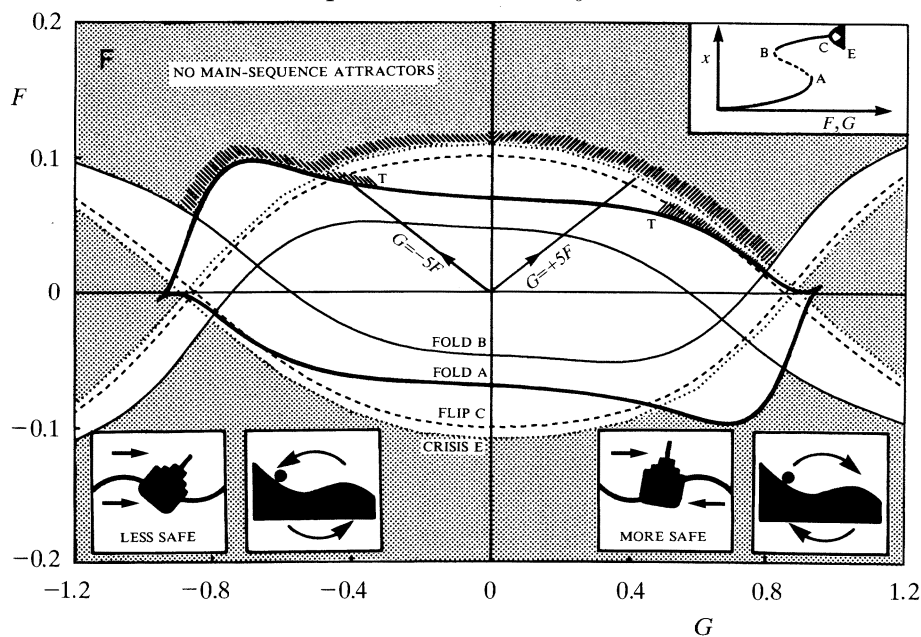 0.2
F
NO MAIN-SEQUENCE ATTRACTORS
x
B
C
E
A
F, G
F
0.1
T
T
G=−5F
G=+5F
0
FOLD B
FOLD A
FLIP C
CRISIS E
−0.1
LESS SAFE
MORE SAFE
−0.2
−1.2
−0.8
−0.4
0
0.4
0.8
1.2
G